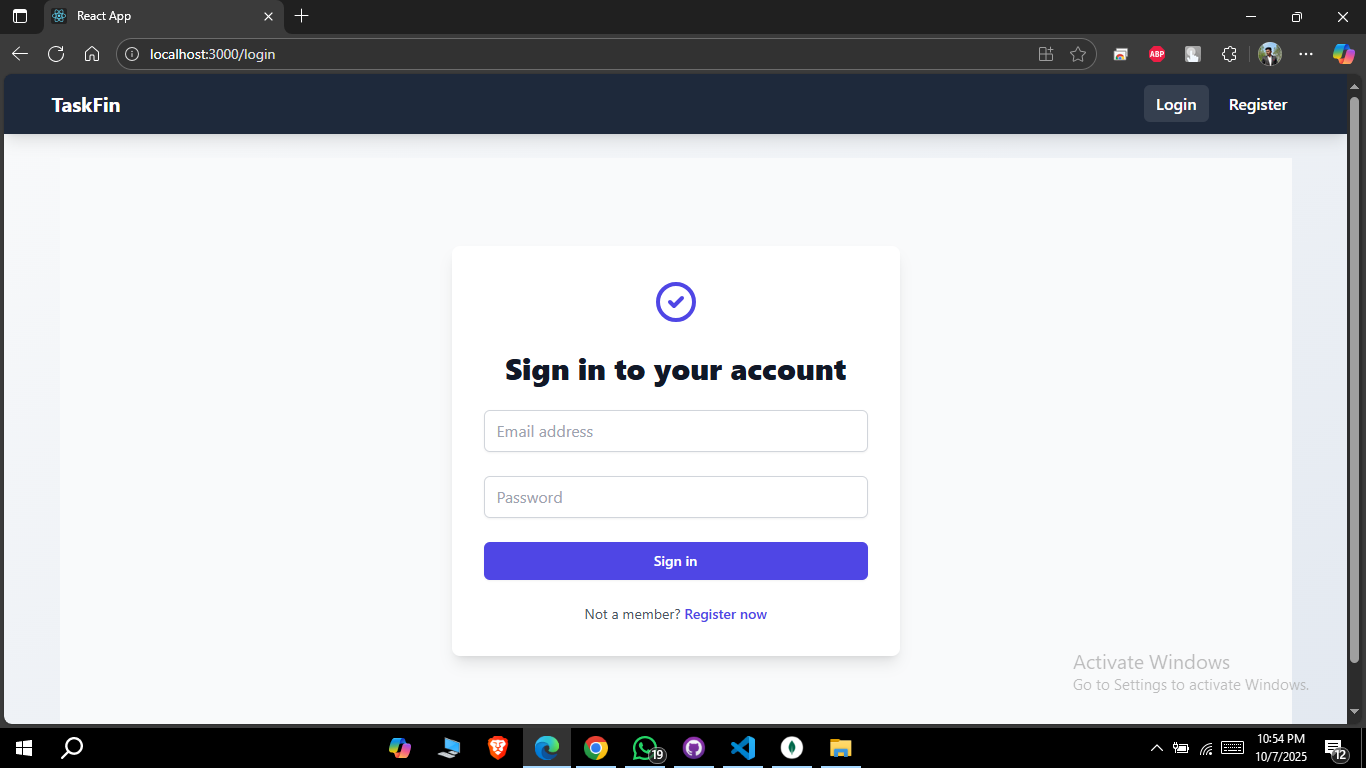 React App
localhost:3000/login
ABP
TaskFin
Login
Register
Sign in to your account
Email address
Password
Sign in
Not a member? Register now
Activate Windows
Go to Settings to activate Windows.
19
10:54 PM
10/7/2025
12